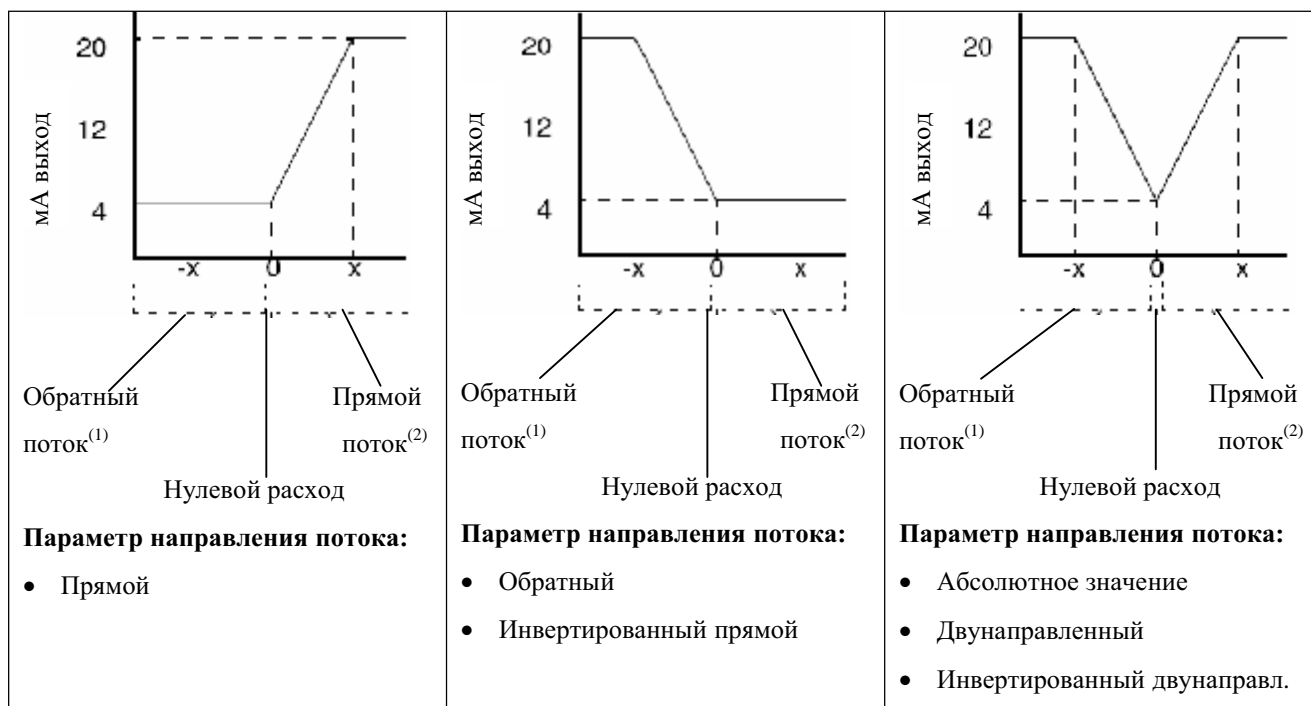 20
12
4
мА выход
-x 0 x
Обратный
поток(1)
Прямой
поток(2)
Нулевой расход
Параметр направления потока:
• Прямой
20
12
4
мА выход
-x 0 x
Обратный
поток(1)
Прямой
поток(2)
Нулевой расход
Параметр направления потока:
• Обратный
• Инвертированный прямой
20
12
4
мА выход
-x 0 x
Обратный
поток(1)
Прямой
поток(2)
Нулевой расход
Параметр направления потока:
• Абсолютное значение
• Двунаправленный
• Инвертированный двунаправл.